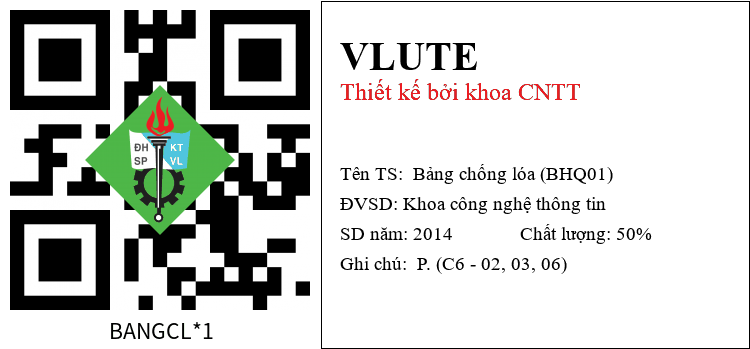 ĐH KT
SP VL
BANGCL*1
VLUTE
Thiết kế bởi khoa CNTT
Tên TS: Bảng chống lóa (BHQ01)
ĐVSD: Khoa công nghệ thông tin
SD năm: 2014 Chất lượng: 50%
Ghi chú: P. (C6 - 02, 03, 06)